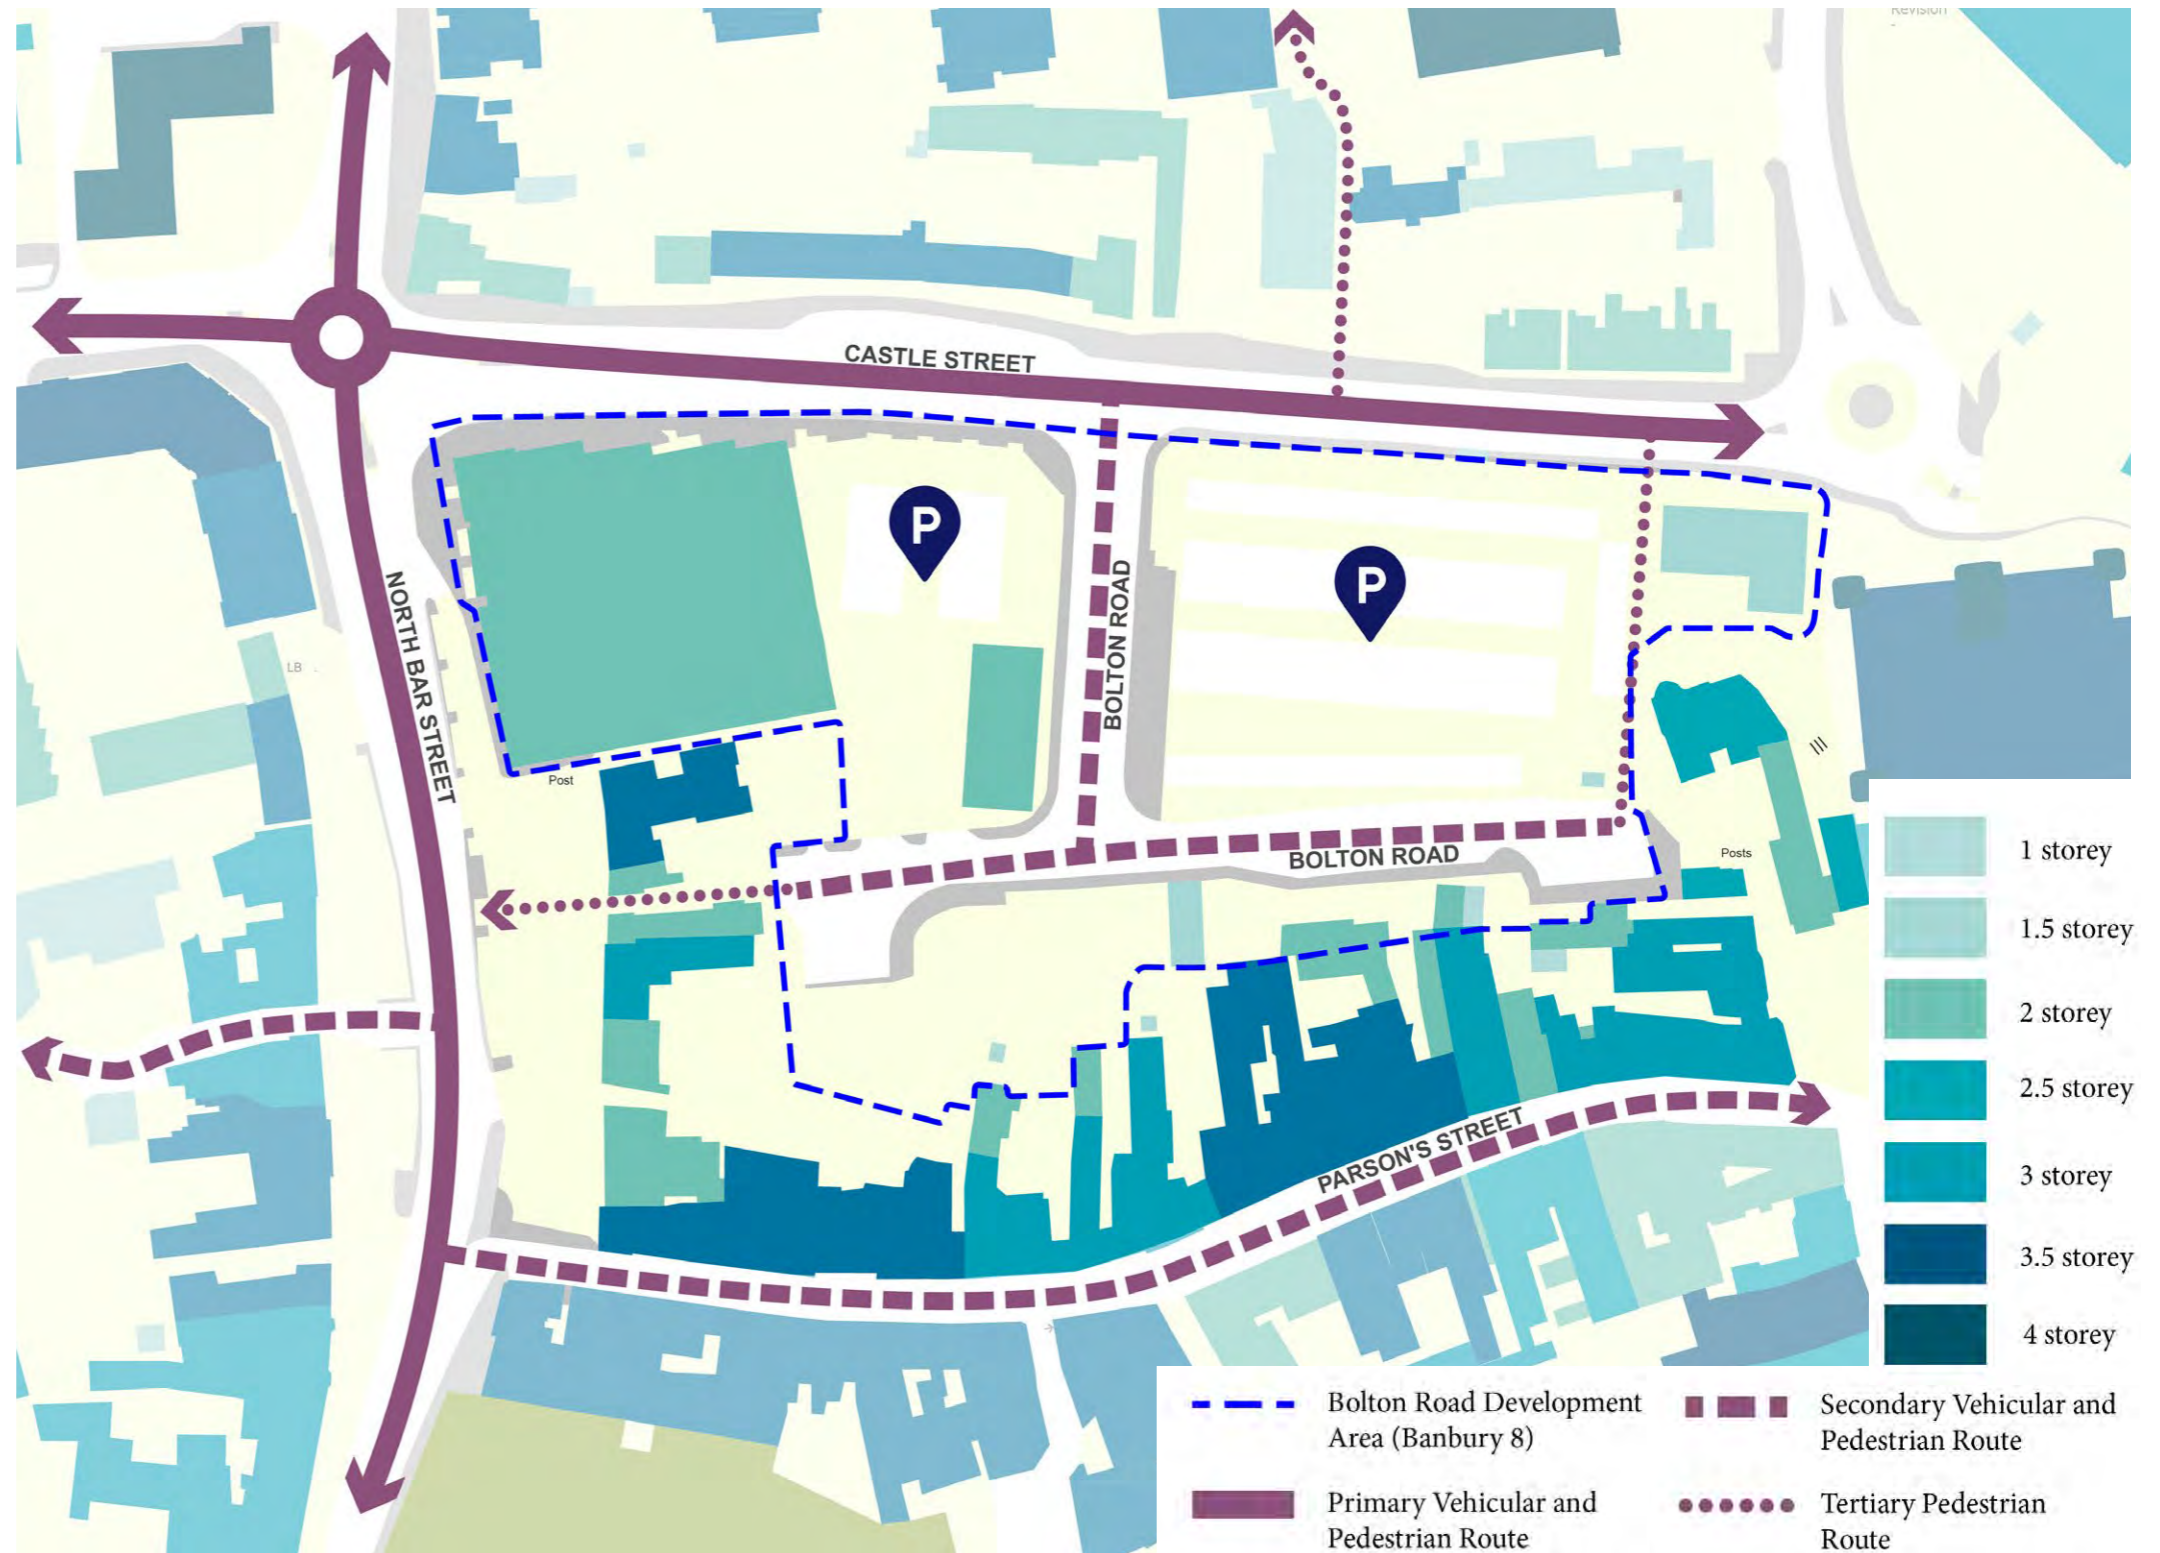 Revision
-
CASTLE STREET
P
P
BOLTON ROAD
NORTH BAR STREET
LB
Post
BOLTON ROAD
Posts
PARSON'S STREET
1 storey
1.5 storey
2 storey
2.5 storey
3 storey
3.5 storey
4 storey
Bolton Road Development
Area (Banbury 8)
Primary Vehicular and
Pedestrian Route
Secondary Vehicular and
Pedestrian Route
Tertiary Pedestrian
Route